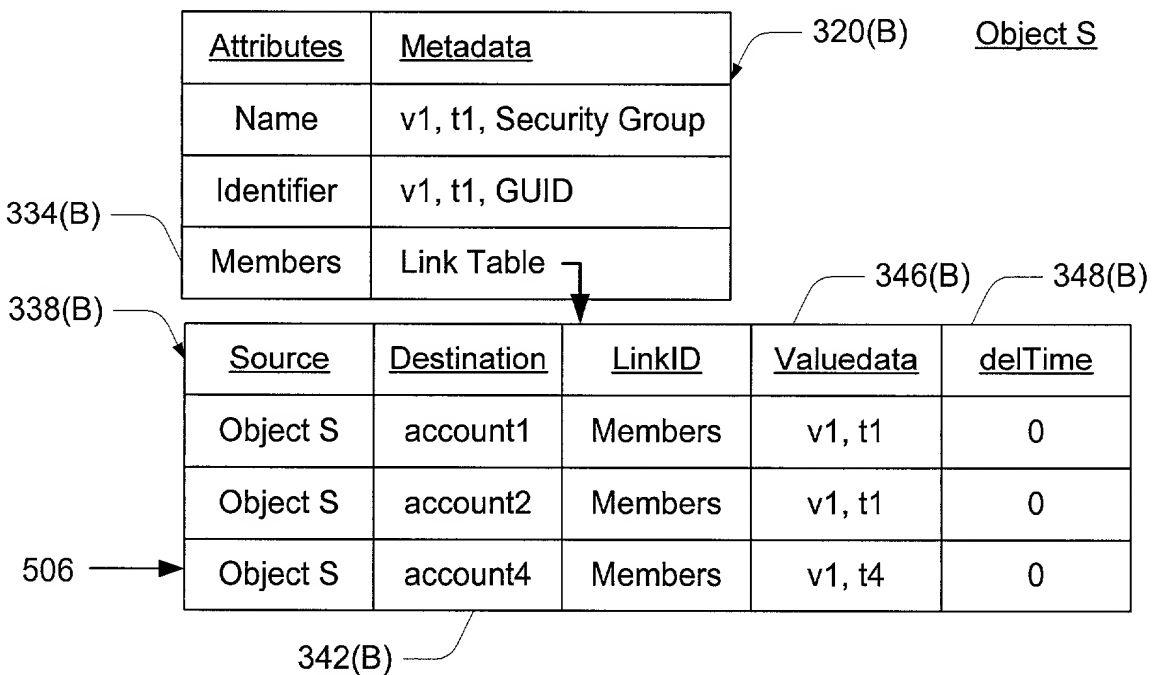 320(B)
Object S
Attributes Metadata
Name v1, t1, Security Group
Identifier v1, t1, GUID
334(B)
Members Link Table
346(B)
348(B)
338(B)
Source Destination LinkID Valuedata delTime
Object S account1 Members v1, t1 0
Object S account2 Members v1, t1 0
506
Object S account4 Members v1, t4 0
342(B)